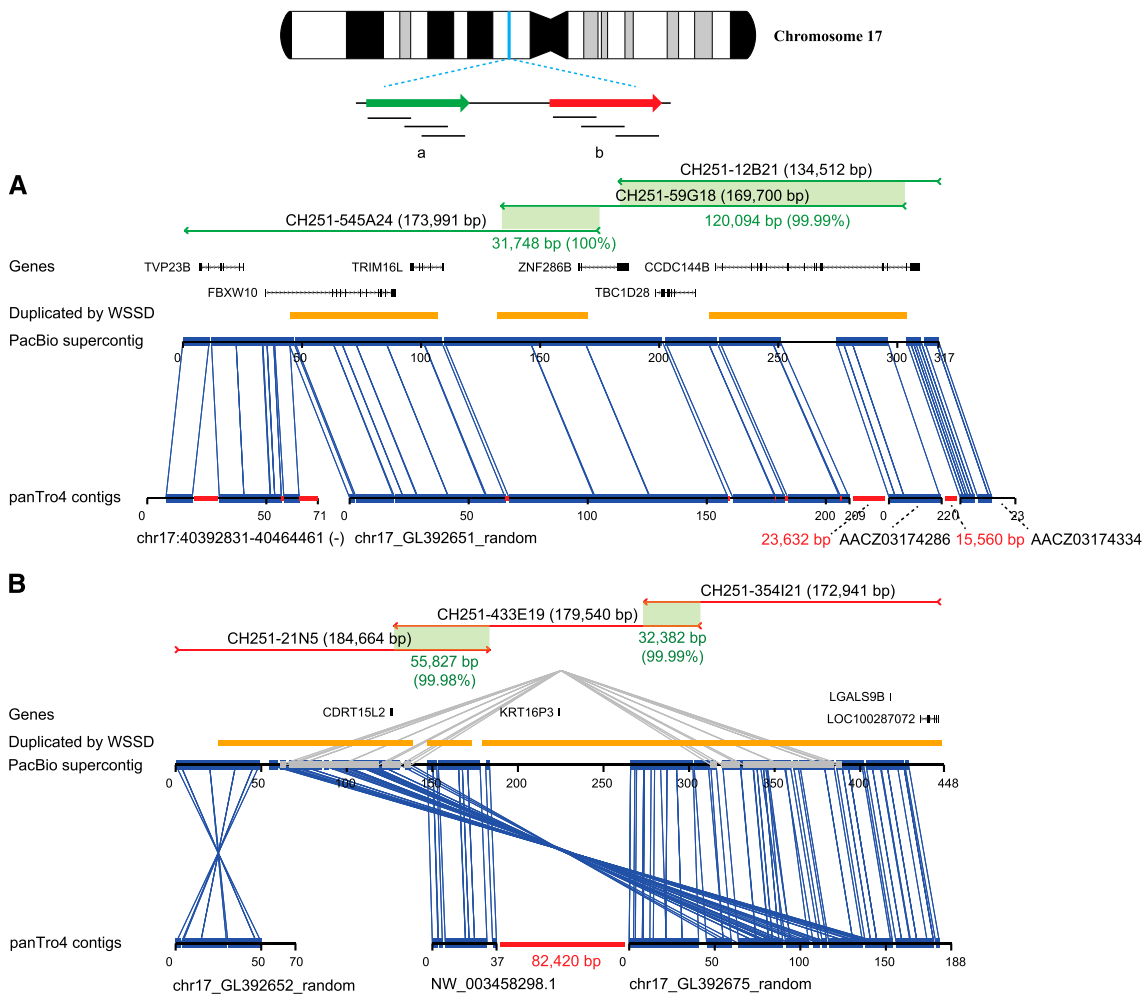 Chromosome 17
a b
A
CH251-12B21 (134,512 bp)
CH251-59G18 (169,700 bp)
CH251-545A24 (173,991 bp)
120,094 bp (99.99%)
31,748 bp (100%)
Genes TVP23B TRIM16L ZNF286B CCDC144B
FBXW10 TBC1D28
Duplicated by WSSD
PacBio supercontig
0 50 100 150 200 250 300 317
panTro4 contigs
0 50 71 0 50 100 150 200 209 0 22 0 23
chr17:40392831-40464461 (-) chr17_GL392651_random 23,632 bp AACZ03174286 15,560 bp AACZ03174334
B
CH251-354I21 (172,941 bp)
CH251-433E19 (179,540 bp)
CH251-21N5 (184,664 bp)
32,382 bp
(99.99%)
55,827 bp
(99.98%)
LGALS9B
Genes CDRT15L2 KRT16P3
LOC100287072
Duplicated by WSSD
PacBio supercontig
0 50 100 150 200 250 300 350 400 448
panTro4 contigs
0 50 70 0 37 82,420 bp 0 50 100 150 188
chr17_GL392652_random NW_003458298.1 chr17_GL392675_random